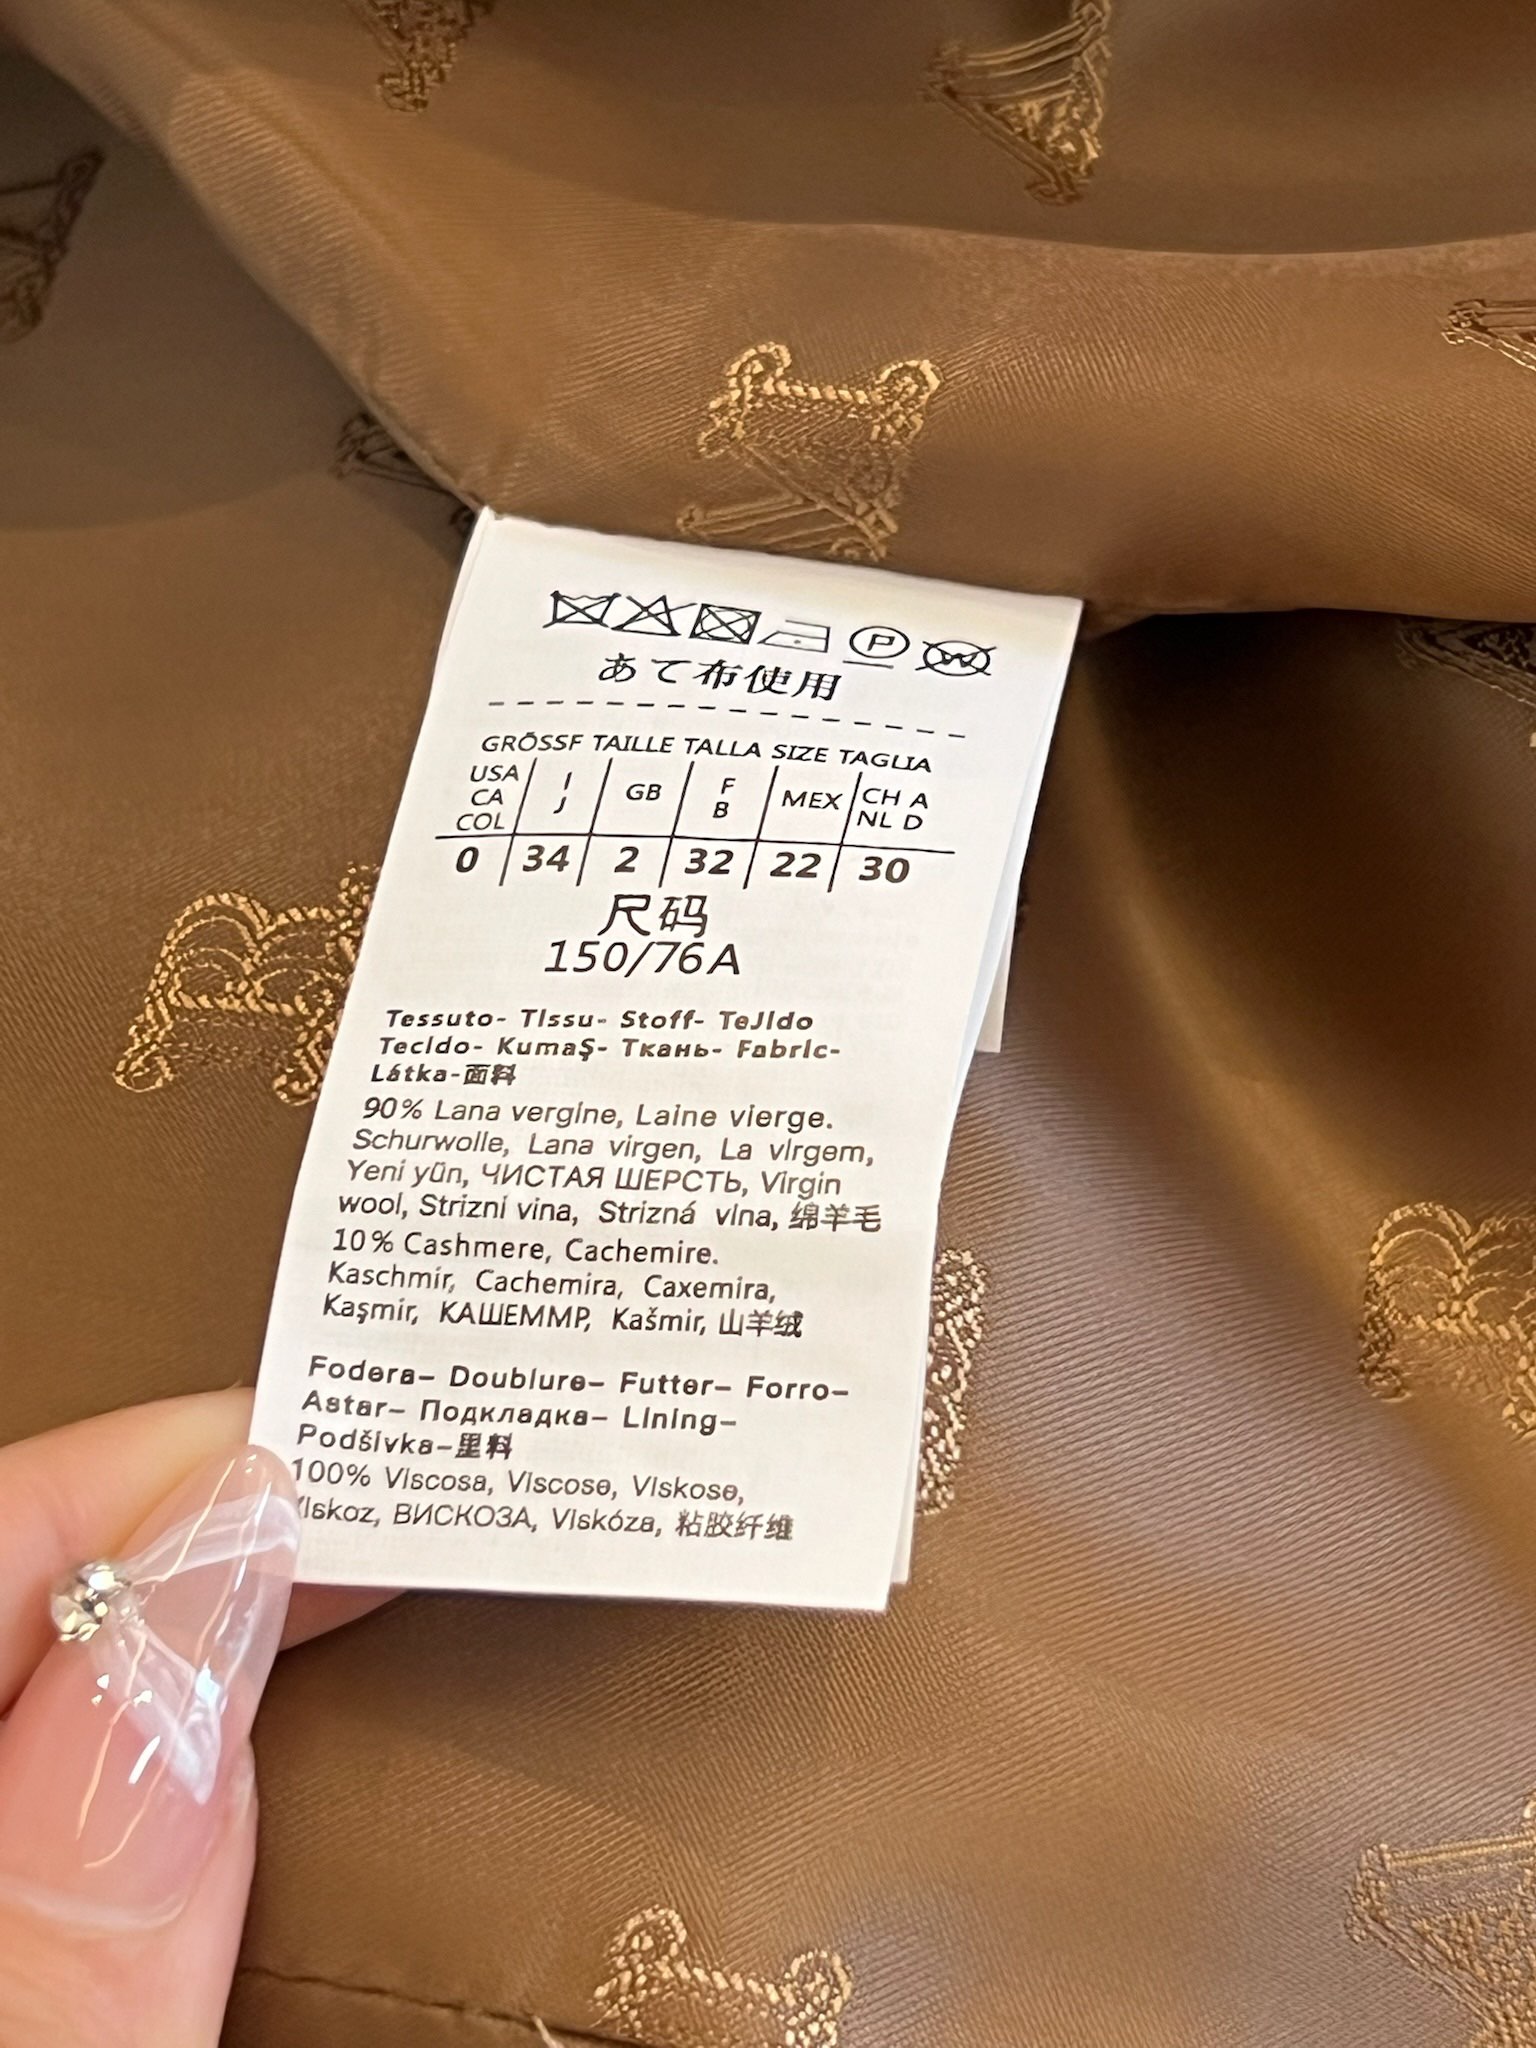 P W
あて布使用
GRÖSSF TAILLE TALLA SIZE TAGLIA
USA CA COL I J GB F B MEX CH A NL D
0 34 2 32 22 30
尺码
150/76A
Tessuto- Tissu- Stoff- TeJido
Tecido- KumaŞ- Ткань- Fabric-
Látka-面料
90% Lana vergine, Laine vierge.
Schurwolle, Lana virgen, La virgem,
Yeni yün, ЧИСТАЯ ШЕРСТЬ, Virgin
wool, Strizni vina, Strizná vlna, 绵羊毛
10% Cashmere, Cachemire.
Kaschmir, Cachemira, Caxemira,
Kaşmir, КАШЕММР, Kašmir, 山羊绒
Fodera– Doublure– Futter– Forro–
Astar– Подкладка– Lining–
Podšívka–里料
100% Viscosa, Viscose, Viskose,
Viskoz, ВИСКОЗА, Viskóza, 粘胶纤维